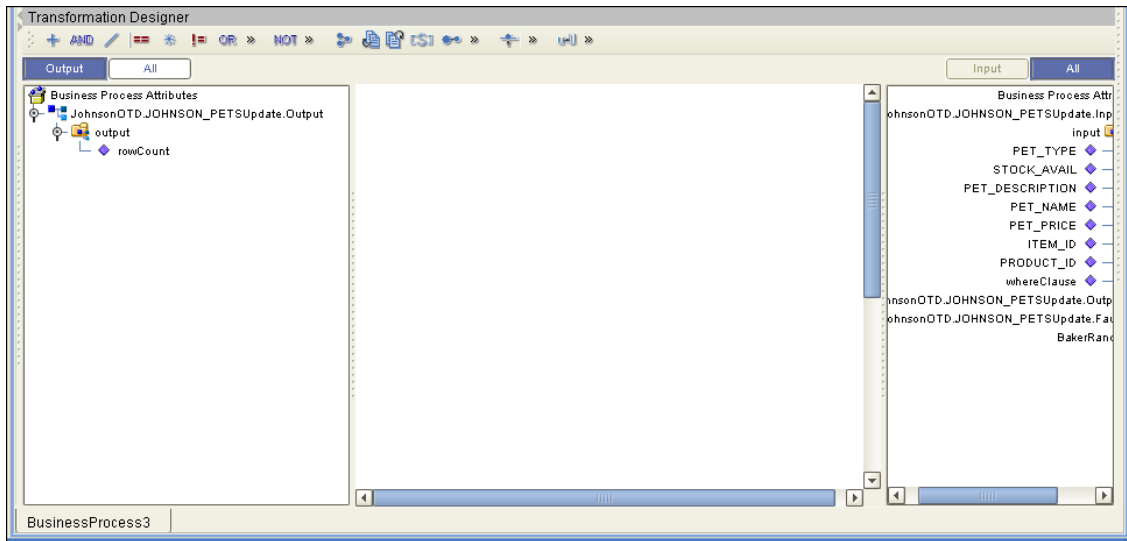 Transformation Designer
+ AND / == != OR » NOT » » » »
Output All Input All
Business Process Attributes
JohnsonOTD.JOHNSON_PETSUpdate.Output
output
rowCount
Business Process Attr
ohnsonOTD.JOHNSON_PETSUpdate.Inp
input
PET_TYPE
STOCK_AVAIL
PET_DESCRIPTION
PET_NAME
PET_PRICE
ITEM_ID
PRODUCT_ID
whereClause
hnsonOTD.JOHNSON_PETSUpdate.Outp
ohnsonOTD.JOHNSON_PETSUpdate.Fau
BakerRand
BusinessProcess3